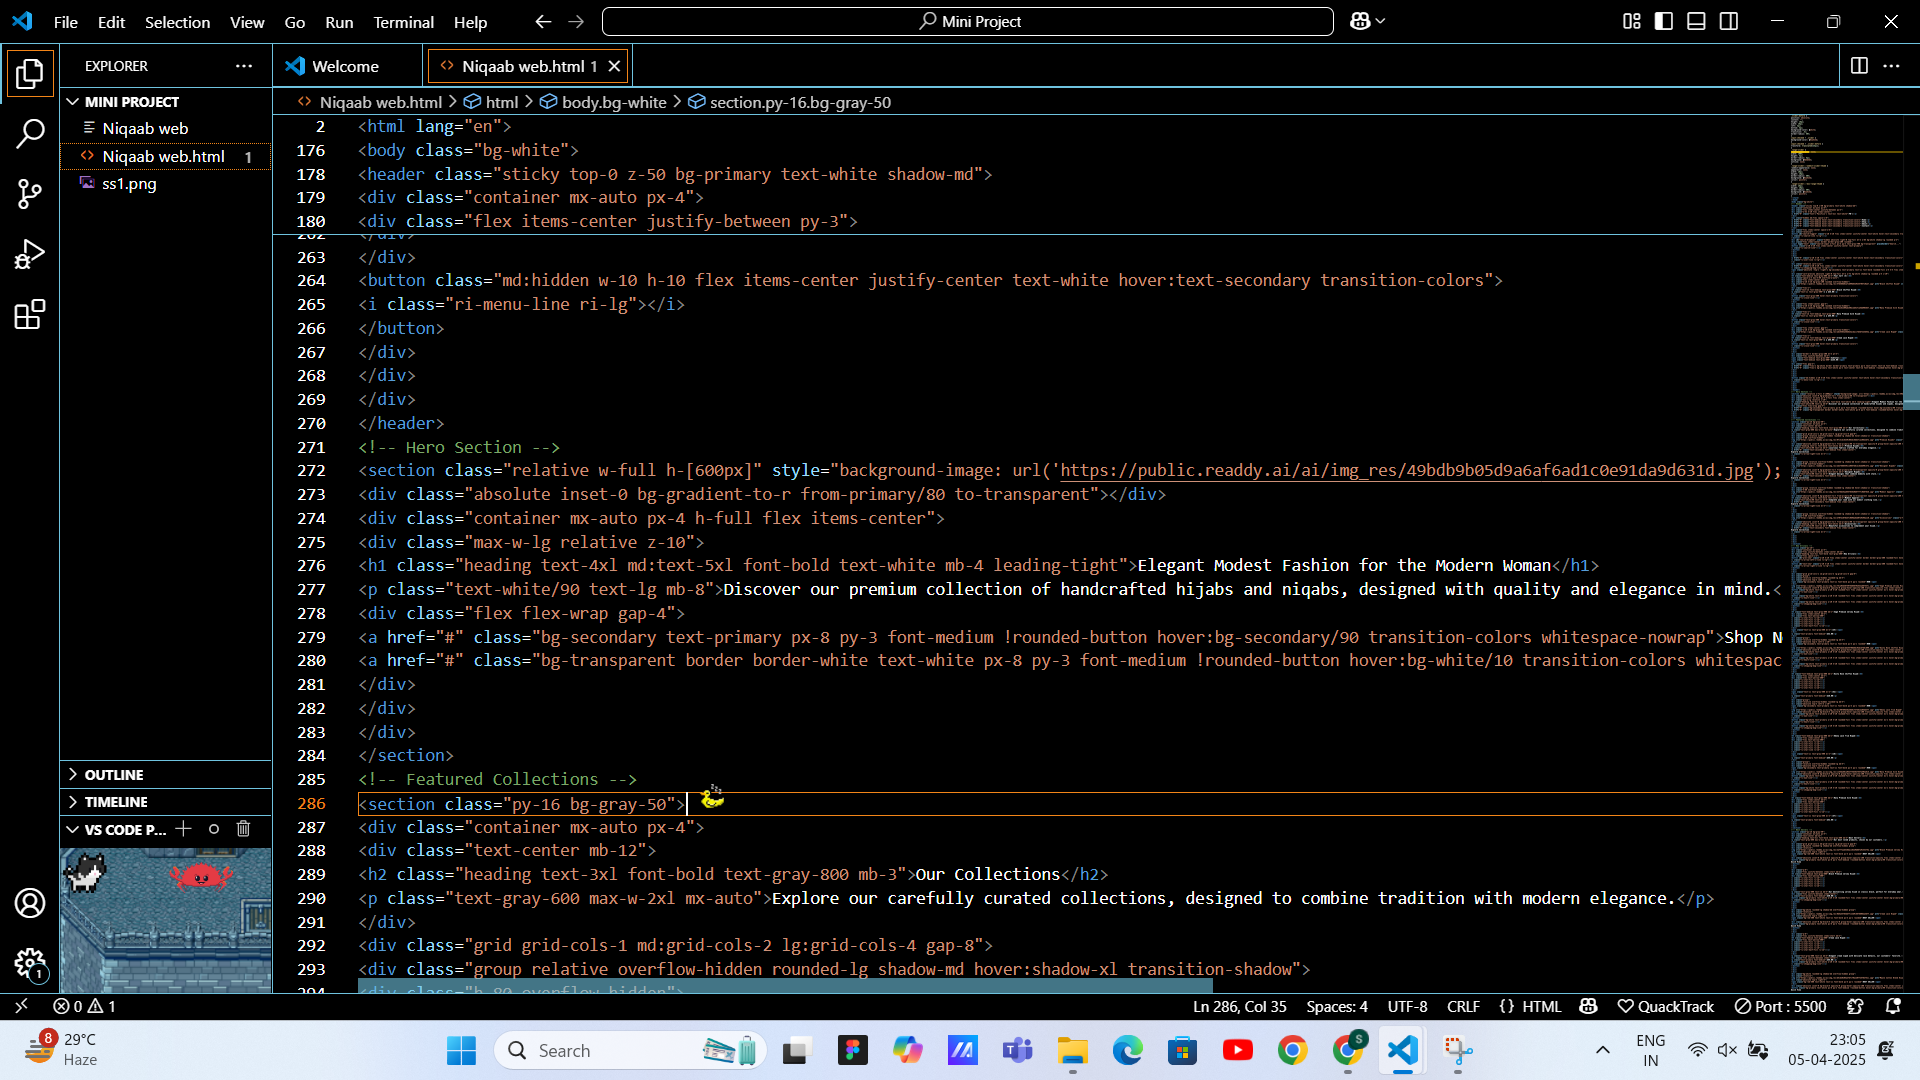 File Edit Selection View Go Run Terminal Help
Mini Project
EXPLORER
Welcome
Niqaab web.html 1
MINI PROJECT
Niqaab web
Niqaab web.html 1
ss1.png
OUTLINE
TIMELINE
VS CODE P...
Niqaab web.html > html > body.bg-white > section.py-16.bg-gray-50
2 <html lang="en">
176 <body class="bg-white">
178 <header class="sticky top-0 z-50 bg-primary text-white shadow-md">
179 <div class="container mx-auto px-4">
180 <div class="flex items-center justify-between py-3">
262 </div>
263 </div>
264 <button class="md:hidden w-10 h-10 flex items-center justify-center text-white hover:text-secondary transition-colors">
265 <i class="ri-menu-line ri-lg"></i>
266 </button>
267 </div>
268 </div>
269 </div>
270 </header>
271 <!-- Hero Section -->
272 <section class="relative w-full h-[600px]" style="background-image: url('https://public.readdy.ai/ai/img_res/49bdb9b05d9a6af6ad1c0e91da9d631d.jpg');
273 <div class="absolute inset-0 bg-gradient-to-r from-primary/80 to-transparent"></div>
274 <div class="container mx-auto px-4 h-full flex items-center">
275 <div class="max-w-lg relative z-10">
276 <h1 class="heading text-4xl md:text-5xl font-bold text-white mb-4 leading-tight">Elegant Modest Fashion for the Modern Woman</h1>
277 <p class="text-white/90 text-lg mb-8">Discover our premium collection of handcrafted hijabs and niqabs, designed with quality and elegance in mind.<
278 <div class="flex flex-wrap gap-4">
279 <a href="#" class="bg-secondary text-primary px-8 py-3 font-medium !rounded-button hover:bg-secondary/90 transition-colors whitespace-nowrap">Shop N
280 <a href="#" class="bg-transparent border border-white text-white px-8 py-3 font-medium !rounded-button hover:bg-white/10 transition-colors whitespac
281 </div>
282 </div>
283 </div>
284 </section>
285 <!-- Featured Collections -->
286 <section class="py-16 bg-gray-50">
287 <div class="container mx-auto px-4">
288 <div class="text-center mb-12">
289 <h2 class="heading text-3xl font-bold text-gray-800 mb-3">Our Collections</h2>
290 <p class="text-gray-600 max-w-2xl mx-auto">Explore our carefully curated collections, designed to combine tradition with modern elegance.</p>
291 </div>
292 <div class="grid grid-cols-1 md:grid-cols-2 lg:grid-cols-4 gap-8">
293 <div class="group relative overflow-hidden rounded-lg shadow-md hover:shadow-xl transition-shadow">
294 <div class="h-80 overflow-hidden">
1
0 1
Ln 286, Col 35 Spaces: 4 UTF-8 CRLF {} HTML QuackTrack Port : 5500
8
29°C
Haze
Search
S
ENG
IN
23:05
05-04-2025